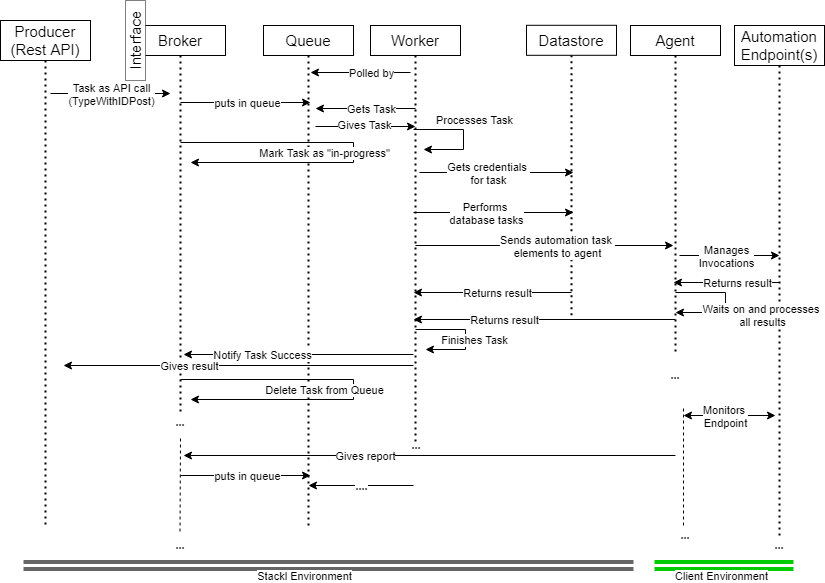 Producer
(Rest API)
Interface
Broker
Queue
Worker
Datastore
Agent
Automation
Endpoint(s)
Polled by
Task as API call
(TypeWithIDPost)
puts in queue
Gets Task
Gives Task
Processes Task
Mark Task as "in-progress"
Gets credentials
for task
Performs
database tasks
Sends automation task
elements to agent
Manages
Invocations
Returns result
Returns result
Waits on and processes
all results
Returns result
Finishes Task
Notify Task Success
Gives result
Delete Task from Queue
...
Monitors
Endpoint
...
...
Gives report
puts in queue
....
...
...
...
Stackl Environment
Client Environment